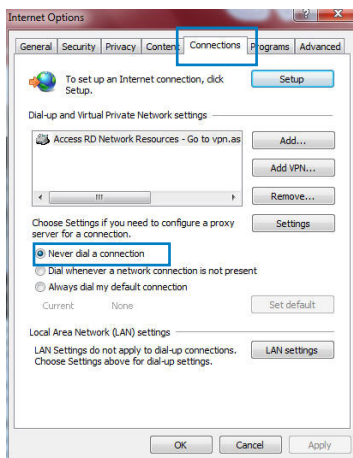 Internet Options
General Security Privacy Content Connections Programs Advanced
To set up an Internet connection, click
Setup.
Setup
Dial-up and Virtual Private Network settings
Access RD Network Resources - Go to vpn.as
Add...
Add VPN...
Remove...
Choose Settings if you need to configure a proxy
server for a connection.
Settings
Never dial a connection
Dial whenever a network connection is not present
Always dial my default connection
Current None
Set default
Local Area Network (LAN) settings
LAN Settings do not apply to dial-up connections.
Choose Settings above for dial-up settings.
LAN settings
OK Cancel Apply